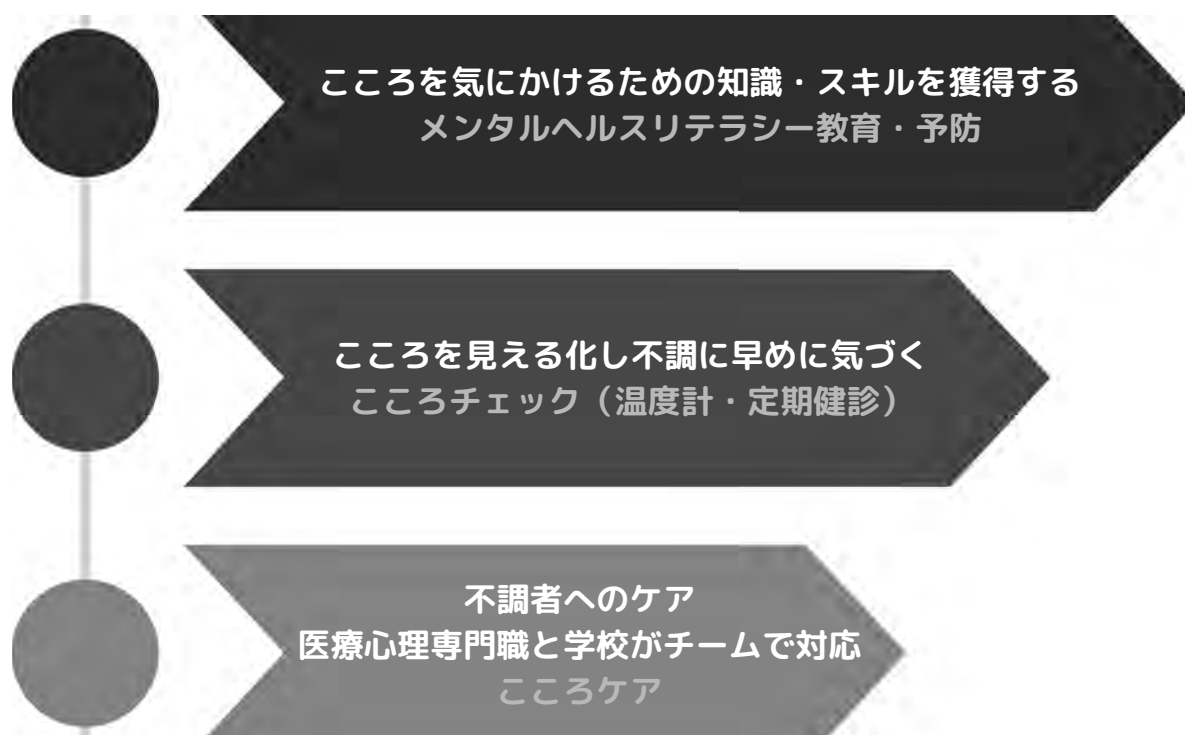 こころを気にかけるための知識・スキルを獲得する
メンタルヘルスリテラシー教育・予防
こころを見える化し不調に早めに気づく
こころチェック（温度計・定期健診）
不調者へのケア
医療心理専門職と学校がチームで対応
こころケア